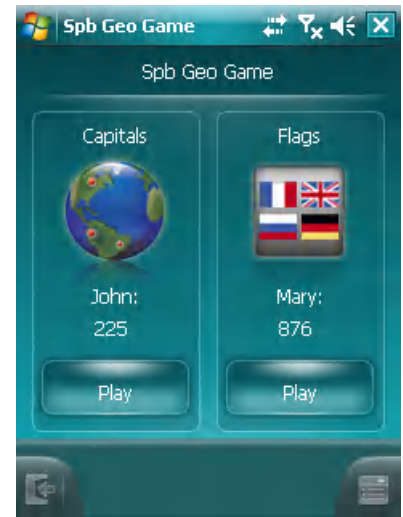 Spb Geo Game
Spb Geo Game
Capitals
Flags
John:
225
Mary:
876
Play
Play